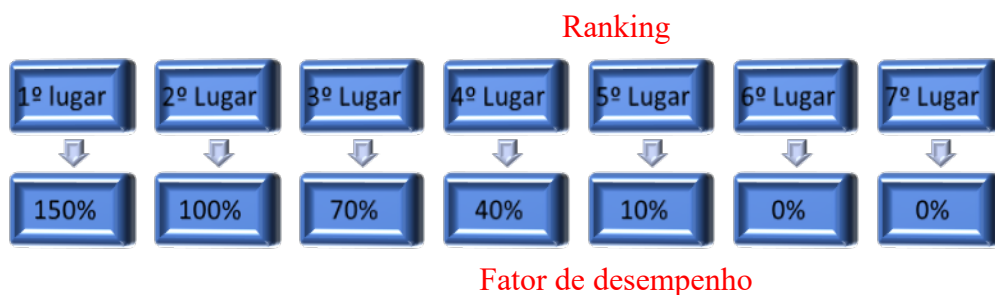 Ranking
1º lugar 2º Lugar 3º Lugar 4º Lugar 5º Lugar 6º Lugar 7º Lugar
150% 100% 70% 40% 10% 0% 0%
Fator de desempenho